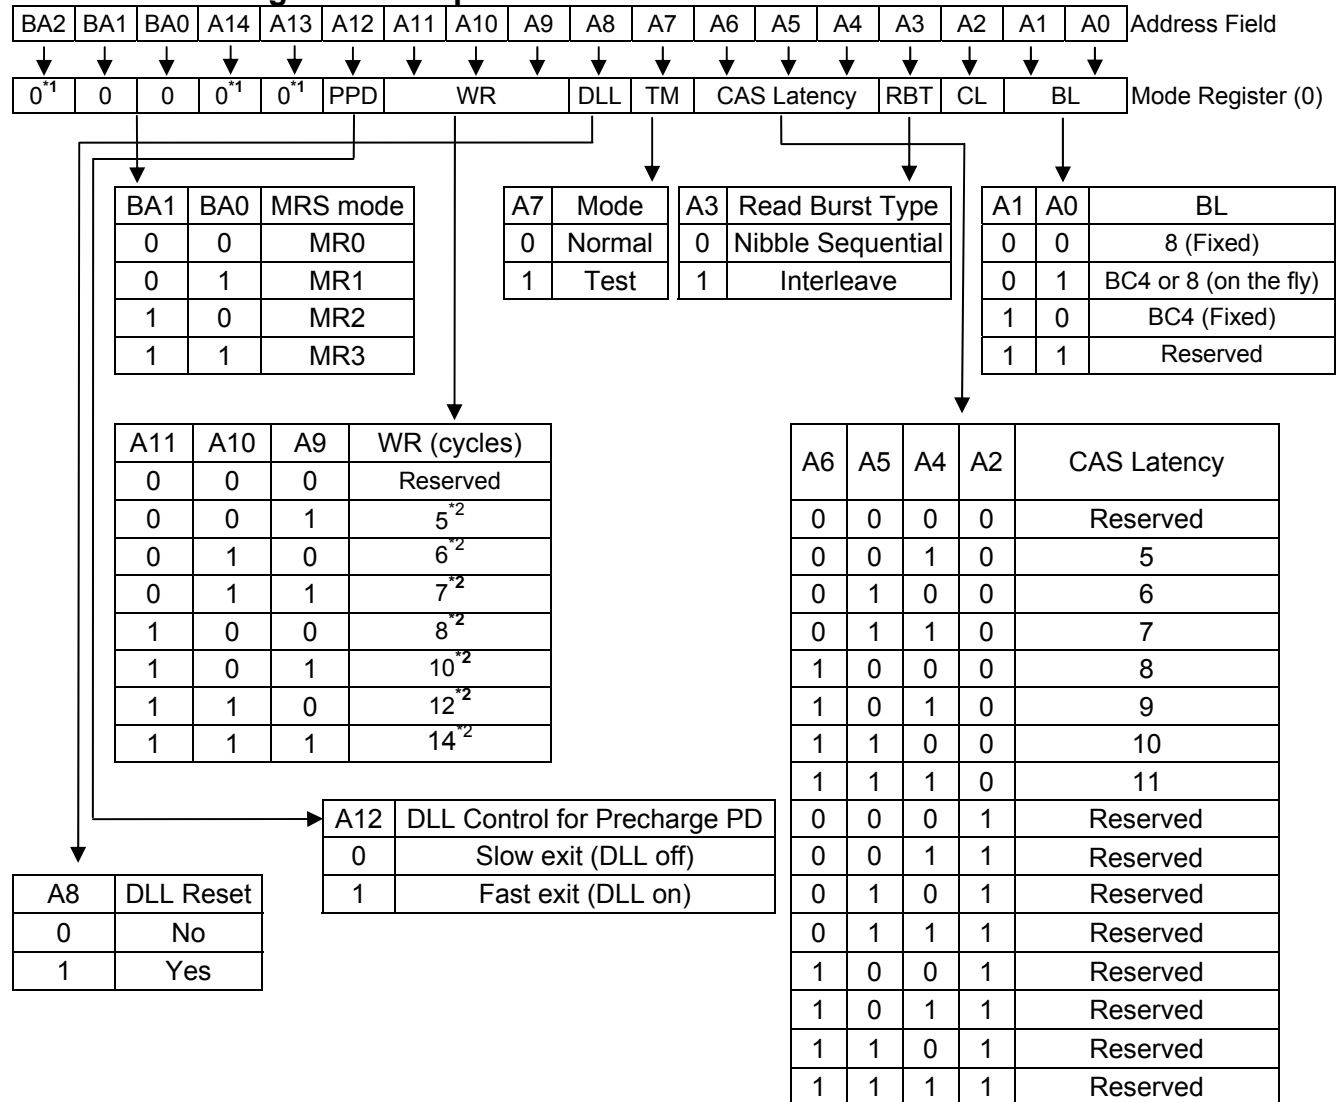 BA2 BA1 BA0 A14 A13 A12 A11 A10 A9 A8 A7 A6 A5 A4 A3 A2 A1 A0 Address Field
0*1 0 0 0*1 0*1 PPD WR DLL TM CAS Latency RBT CL BL Mode Register (0)
BA1 BA0 MRS mode
0 0 MR0
0 1 MR1
1 0 MR2
1 1 MR3
A7 Mode
0 Normal
1 Test
A3 Read Burst Type
0 Nibble Sequential
1 Interleave
A1 A0 BL
0 0 8 (Fixed)
0 1 BC4 or 8 (on the fly)
1 0 BC4 (Fixed)
1 1 Reserved
A11 A10 A9 WR (cycles)
0 0 0 Reserved
0 0 1 5*2
0 1 0 6*2
0 1 1 7*2
1 0 0 8*2
1 0 1 10*2
1 1 0 12*2
1 1 1 14*2
A6 A5 A4 A2 CAS Latency
0 0 0 0 Reserved
0 0 1 0 5
0 1 0 0 6
0 1 1 0 7
1 0 0 0 8
1 0 1 0 9
1 1 0 0 10
1 1 1 0 11
0 0 0 1 Reserved
0 0 1 1 Reserved
0 1 0 1 Reserved
0 1 1 1 Reserved
1 0 0 1 Reserved
1 0 1 1 Reserved
1 1 0 1 Reserved
1 1 1 1 Reserved
A12 DLL Control for Precharge PD
0 Slow exit (DLL off)
1 Fast exit (DLL on)
A8 DLL Reset
0 No
1 Yes